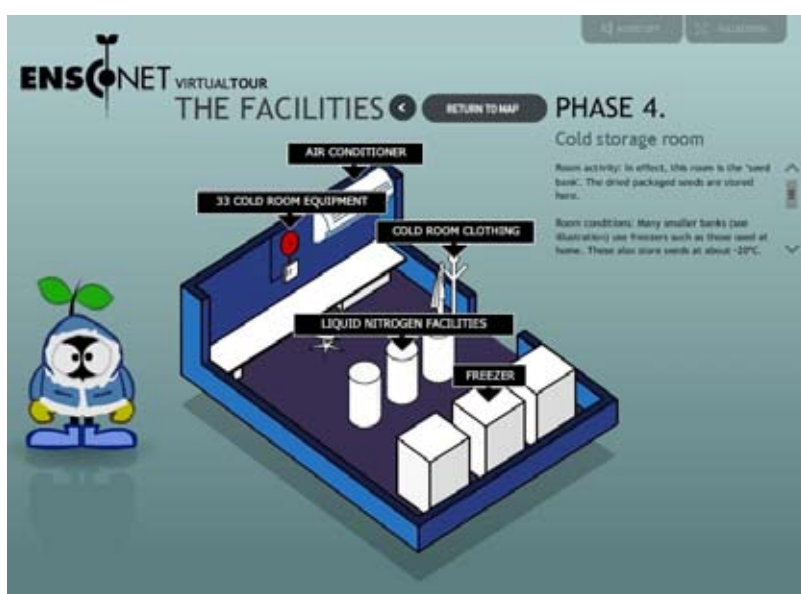 ENSCONET VIRTUALTOUR
THE FACILITIES
RETURN TO MAP
PHASE 4.
Cold storage room
Room activity: In effect, this room is the 'seed
bank'. The dried packaged seeds are stored
here.
Room conditions: Many smaller banks (see
illustration) use freezers such as those used at
home. These also store seeds at about -20°C.
AIR CONDITIONER
33 COLD ROOM EQUIPMENT
COLD ROOM CLOTHING
LIQUID NITROGEN FACILITIES
FREEZER